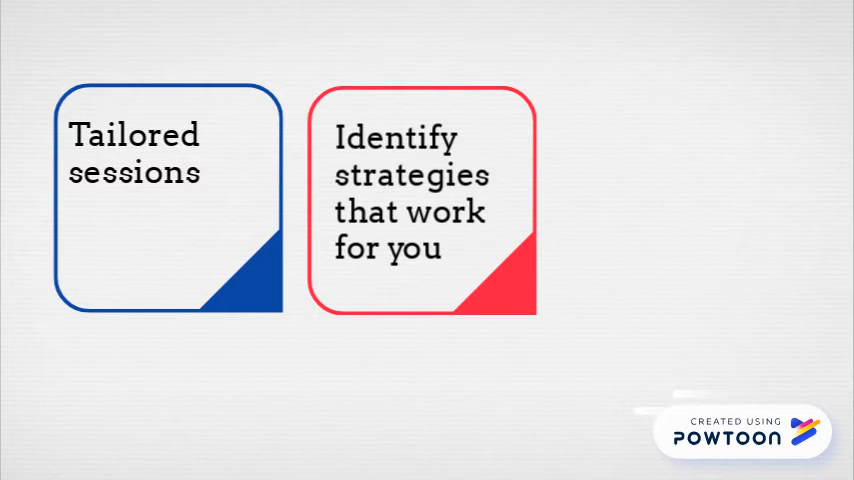 Tailored
sessions
Identify
strategies
that work
for you
CREATED USING
POWTOON